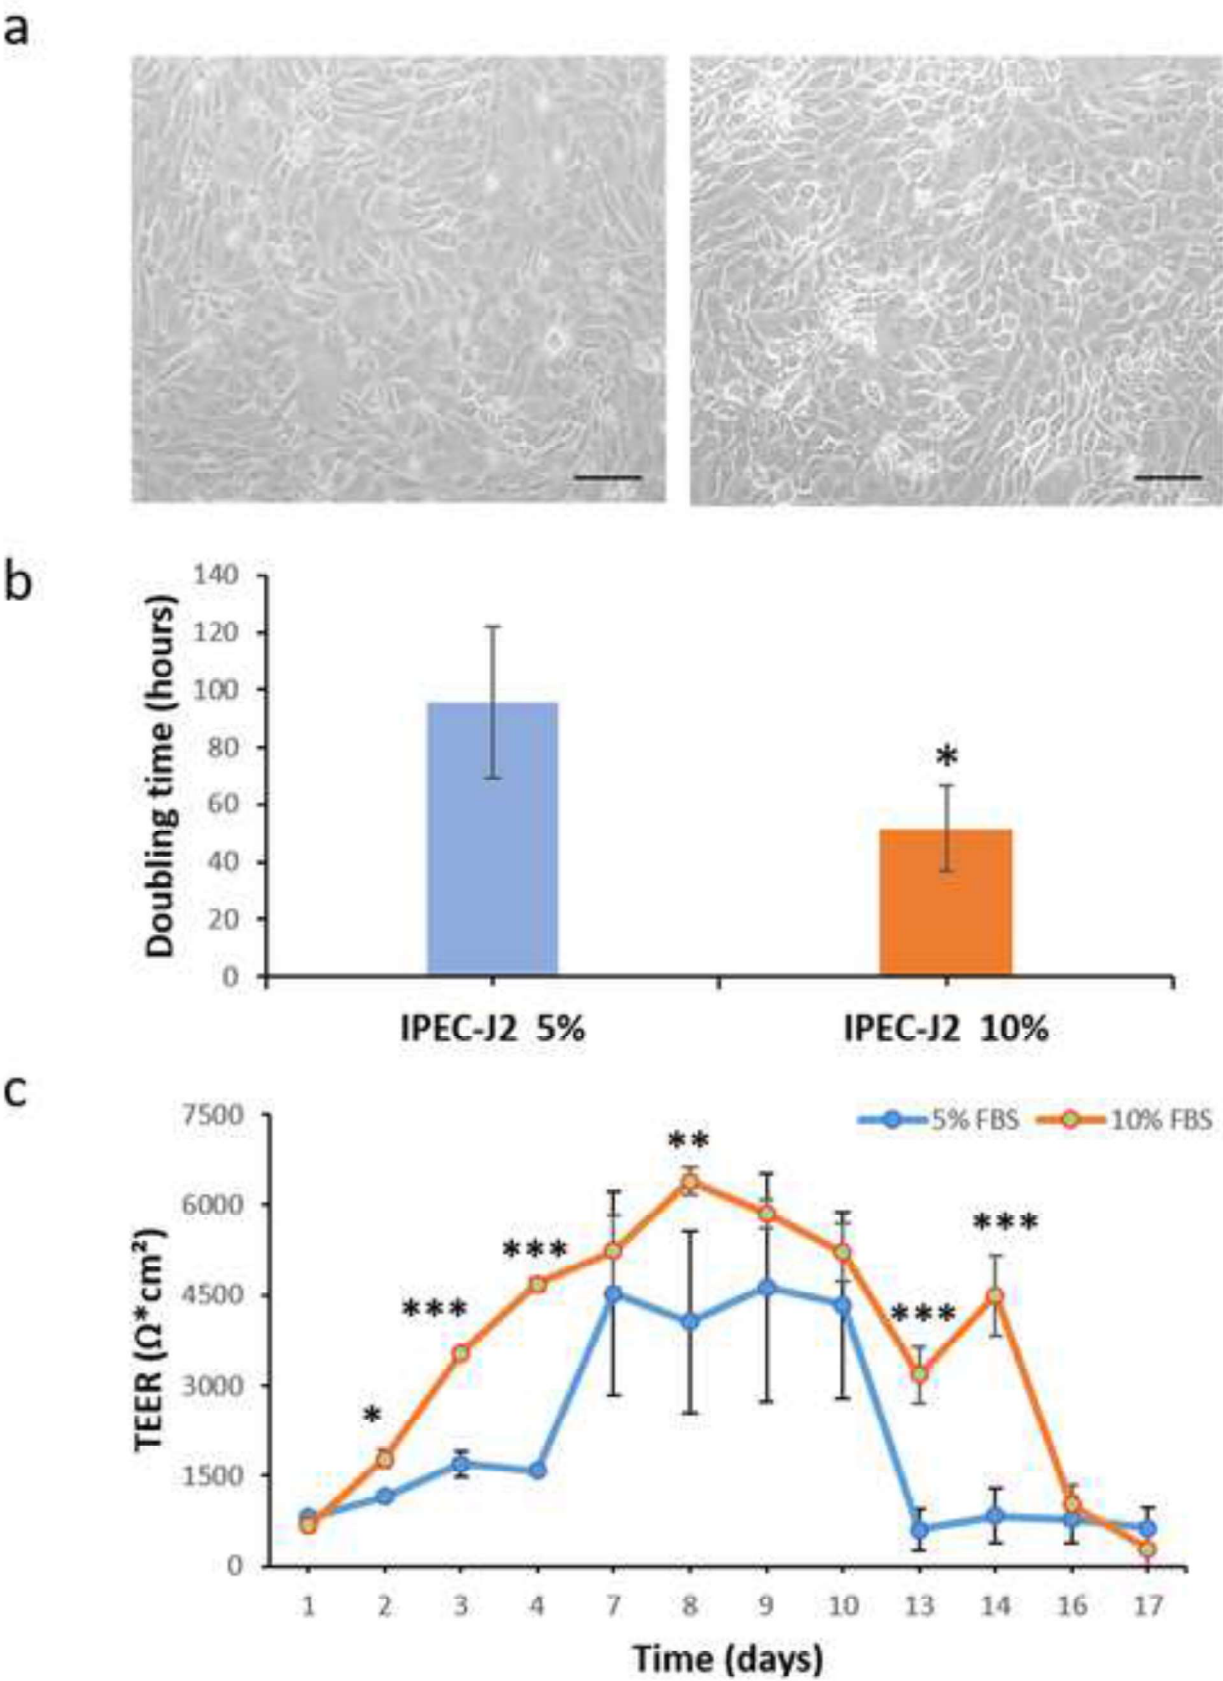 a
b
140
120
100
80
60
40
20
0
Doubling time (hours)
*
IPEC-J2 5%
IPEC-J2 10%
c
7500
6000
4500
3000
1500
0
TEER (Ω*cm²)
5% FBS
10% FBS
*
***
***
**
***
***
1 2 3 4 7 8 9 10 13 14 16 17
Time (days)